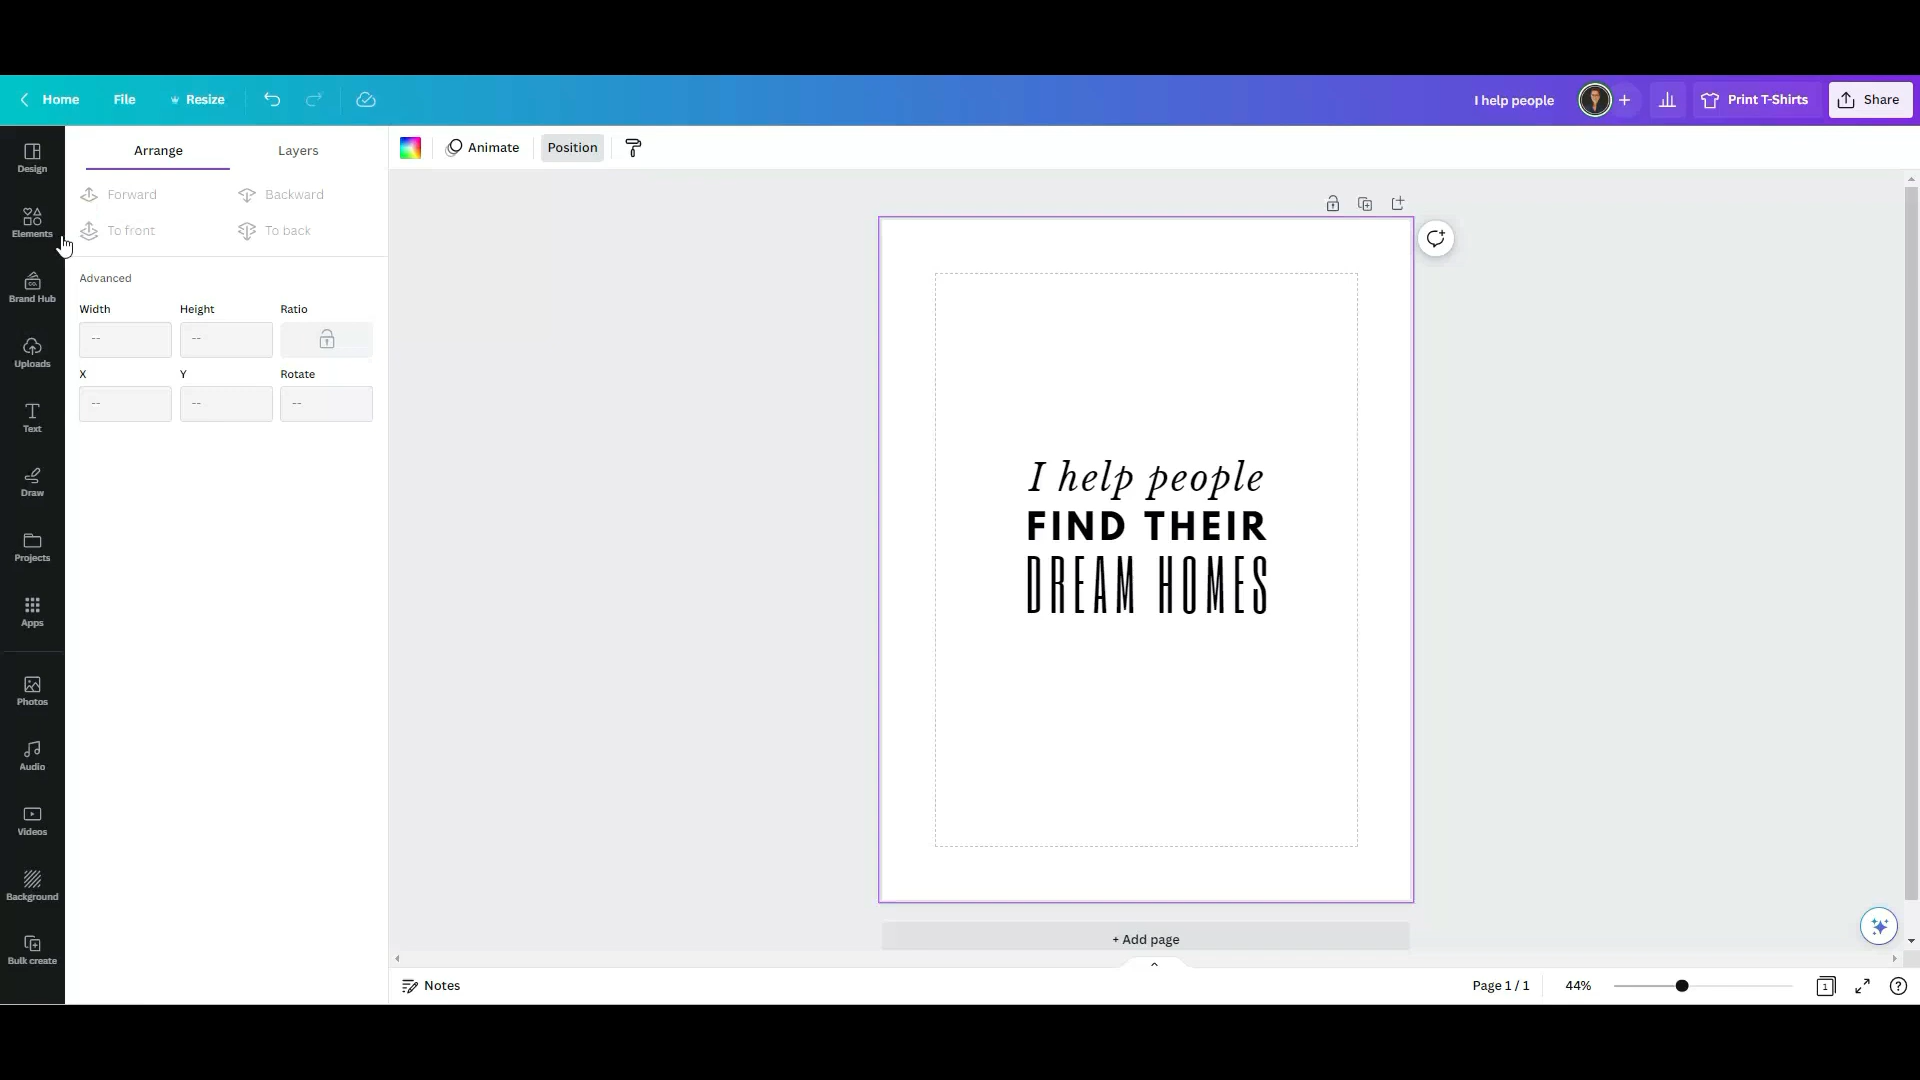 Home File Resize I help people Print T-Shirts Share
Design
Elements
Brand Hub
Uploads
Text
Draw
Projects
Apps
Photos
Audio
Videos
Background
Bulk create
Arrange Layers
Forward Backward
To front To back
Advanced
Width Height Ratio
-- --
X Y Rotate
-- -- --
Animate Position
I help people
FIND THEIR
DREAM HOMES
+ Add page
Notes Page 1 / 1 44% 1